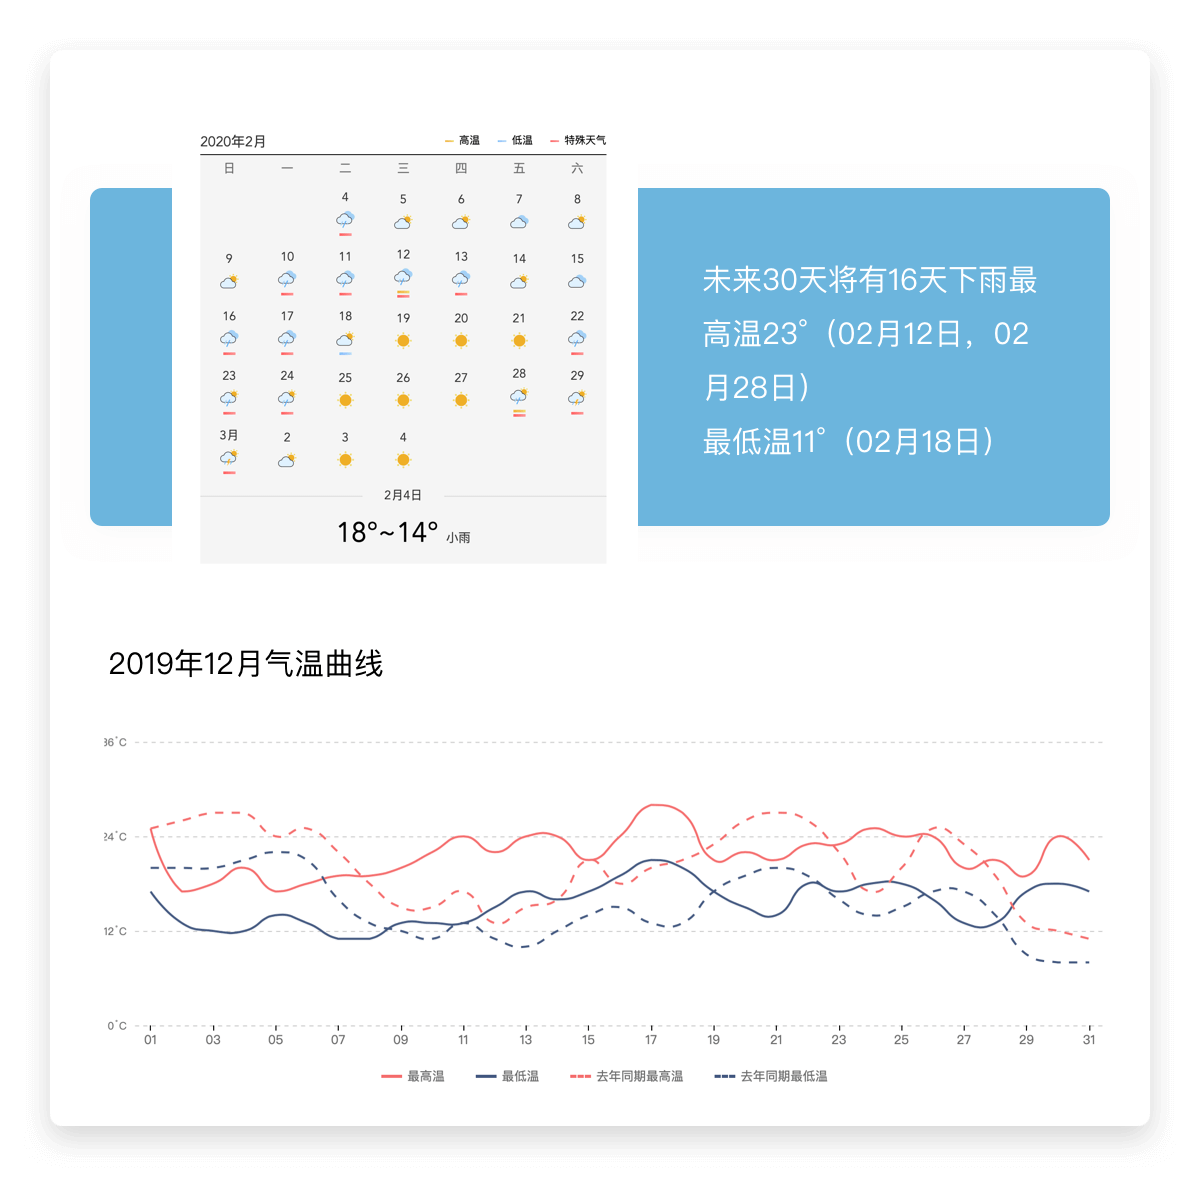 2020年2月 高温 低温 特殊天气
日 一 二 三 四 五 六
4 5 6 7 8
9 10 11 12 13 14 15
16 17 18 19 20 21 22
23 24 25 26 27 28 29
3月 2 3 4
2月4日
18°~14° 小雨
未来30天将有16天下雨最
高温23°（02月12日，02
月28日）
最低温11°（02月18日）
2019年12月气温曲线
36°C
24°C
12°C
0°C
01 03 05 07 09 11 13 15 17 19 21 23 25 27 29 31
最高温 最低温 去年同期最高温 去年同期最低温